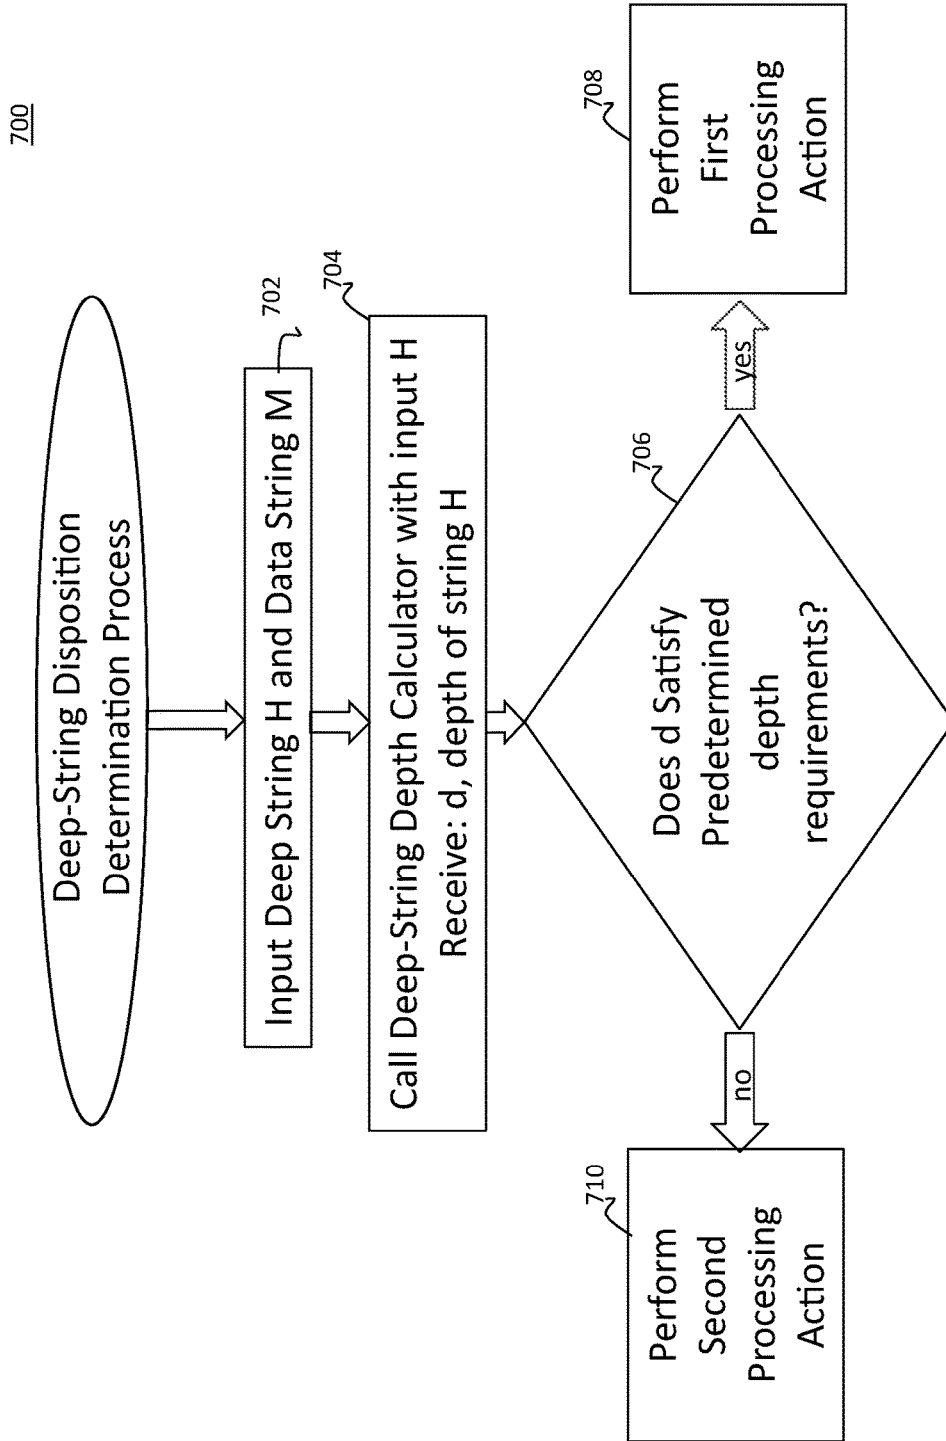 700
Deep-String Disposition
Determination Process
Input Deep String H and Data String M
702
704
Call Deep-String Depth Calculator with input H
Receive: d, depth of string H
706
Does d Satisfy
Predetermined
depth
requirements?
no
yes
710
Perform
Second
Processing
Action
708
Perform
First
Processing
Action